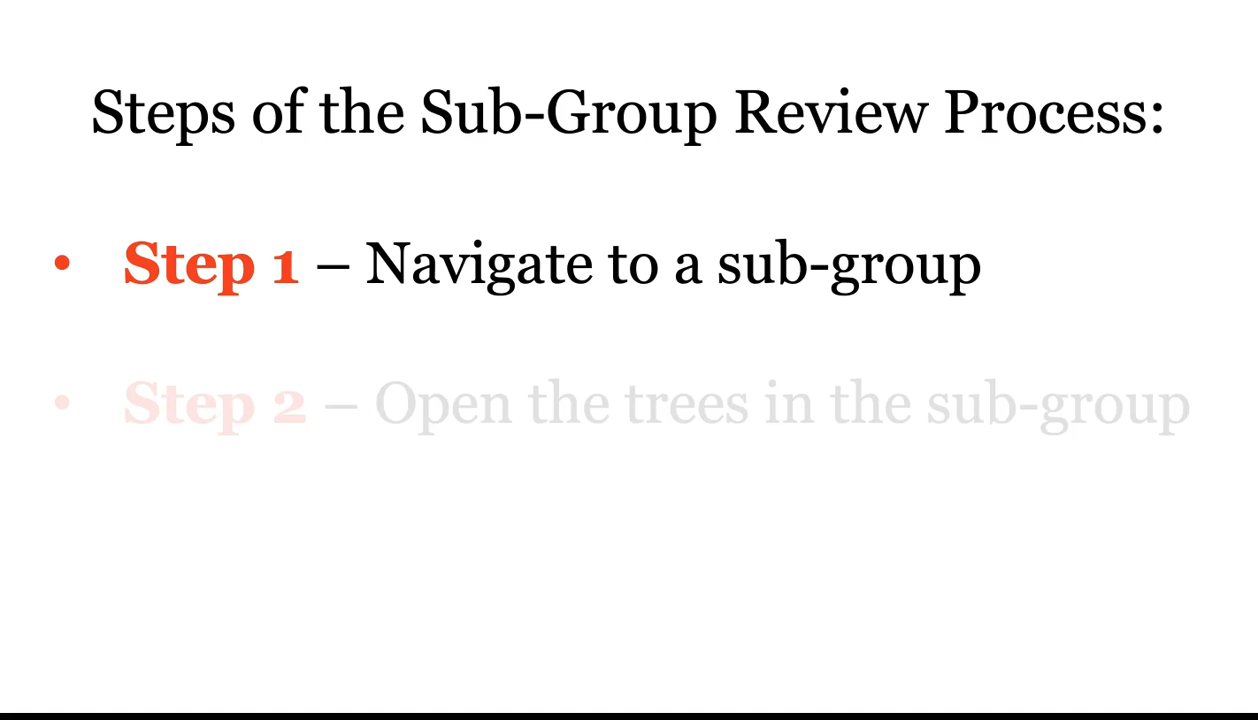 Steps of the Sub-Group Review Process:
• Step 1 – Navigate to a sub-group
• Step 2 – Open the trees in the sub-group